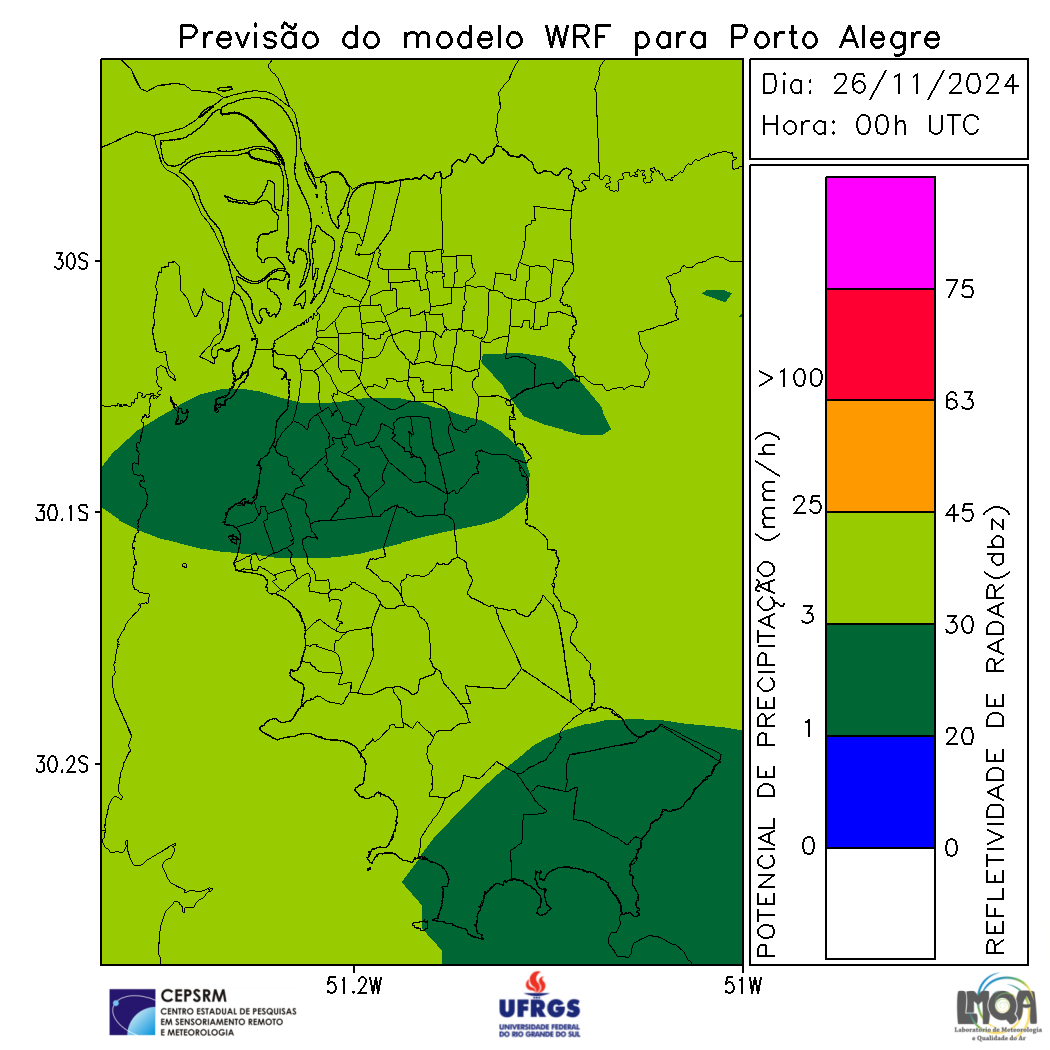 Previsão do modelo WRF para Porto Alegre
Dia: 26/11/2024
Hora: 00h UTC
30S
30.1S
30.2S
51.2W
51W
POTENCIAL DE PRECIPITAÇÃO (mm/h)
>100
25
3
1
0
75
63
45
30
20
0
REFLETIVIDADE DE RADAR(dbz)
CEPSRM
CENTRO ESTADUAL DE PESQUISAS
EM SENSORIAMENTO REMOTO
E METEOROLOGIA
UFRGS
UNIVERSIDADE FEDERAL
DO RIO GRANDE DO SUL
LMQA
Laboratório de Meteorologia
e Qualidade do Ar